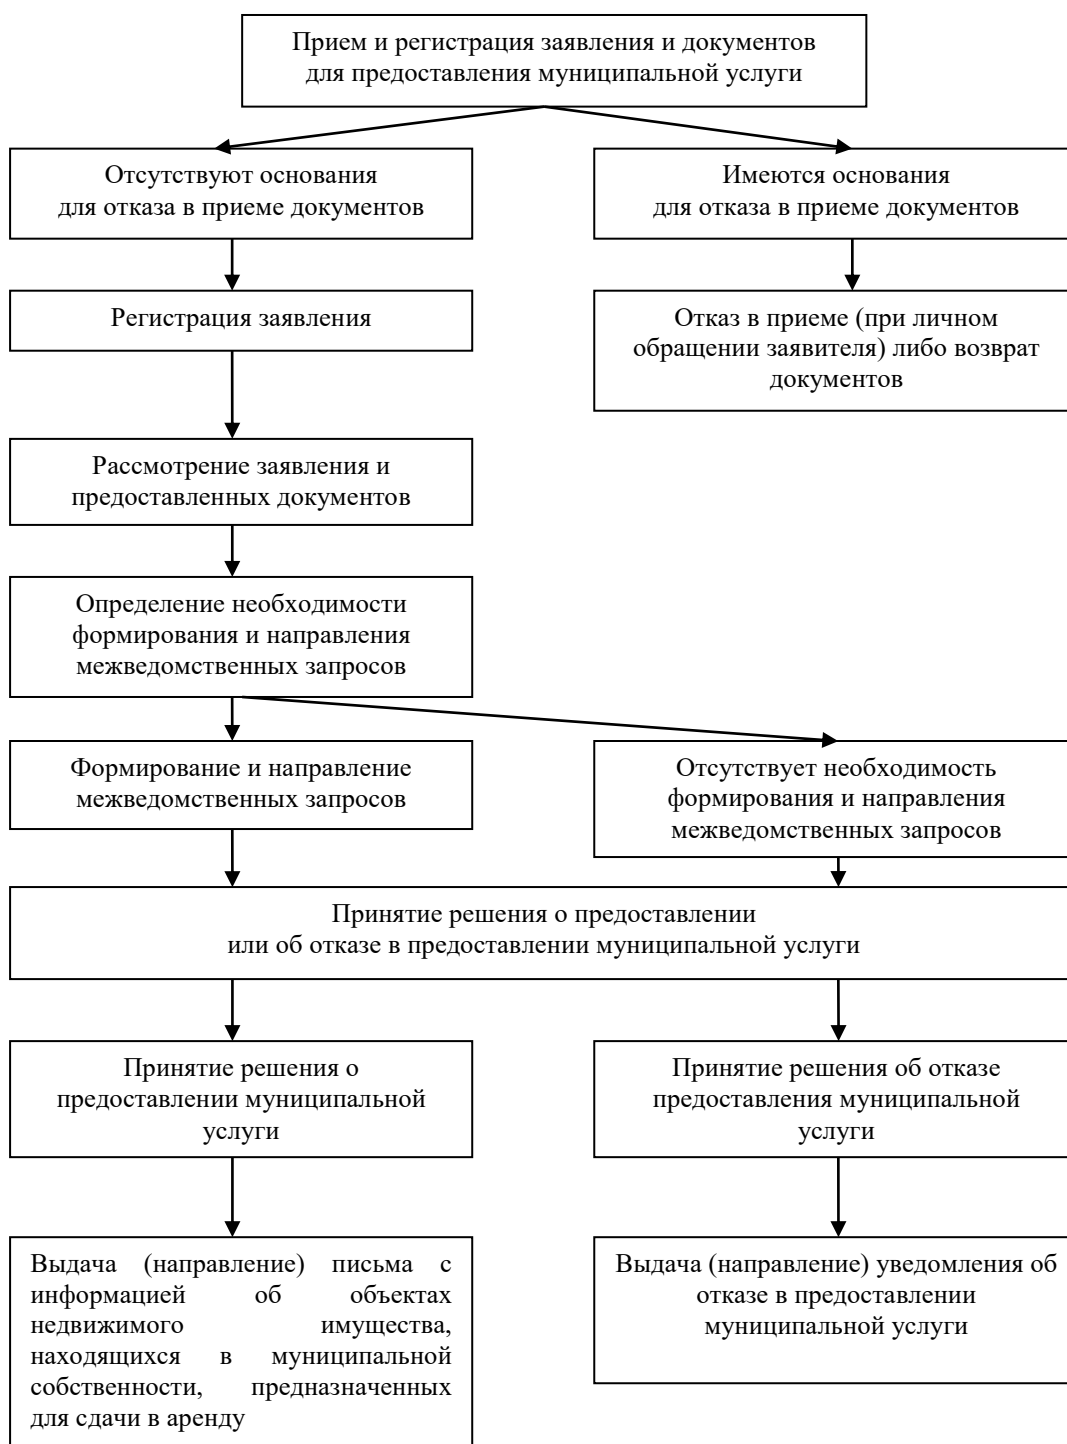 Прием и регистрация заявления и документов
для предоставления муниципальной услуги
Отсутствуют основания
для отказа в приеме документов
Имеются основания
для отказа в приеме документов
Регистрация заявления
Отказ в приеме (при личном
обращении заявителя) либо возврат
документов
Рассмотрение заявления и
предоставленных документов
Определение необходимости
формирования и направления
межведомственных запросов
Формирование и направление
межведомственных запросов
Отсутствует необходимость
формирования и направления
межведомственных запросов
Принятие решения о предоставлении
или об отказе в предоставлении муниципальной услуги
Принятие решения о
предоставлении муниципальной
услуги
Принятие решения об отказе
предоставления муниципальной
услуги
Выдача (направление) письма с
информацией об объектах
недвижимого имущества,
находящихся в муниципальной
собственности, предназначенных
для сдачи в аренду
Выдача (направление) уведомления об
отказе в предоставлении
муниципальной услуги